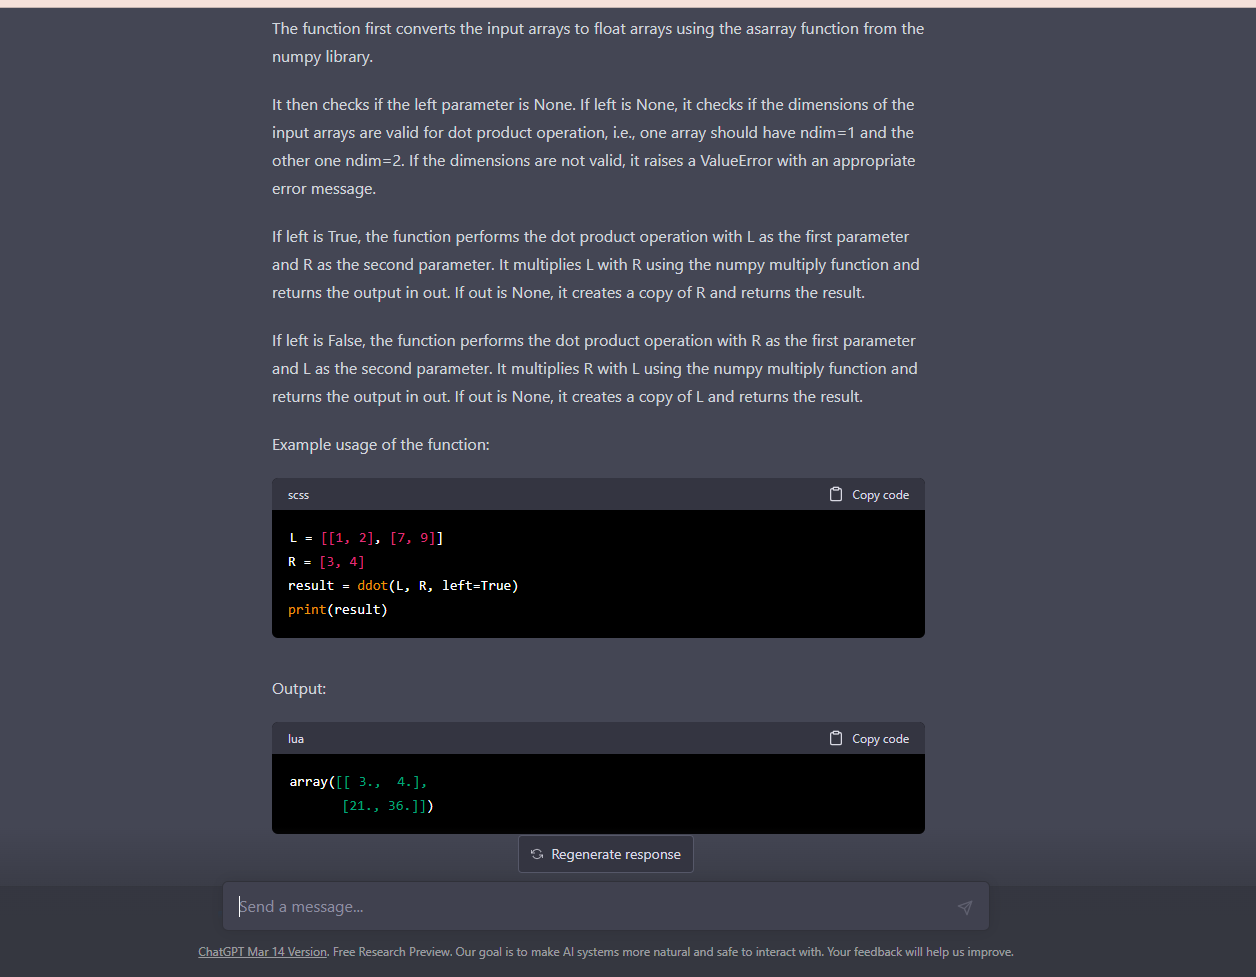 The function first converts the input arrays to float arrays using the asarray function from the
numpy library.
It then checks if the left parameter is None. If left is None, it checks if the dimensions of the
input arrays are valid for dot product operation, i.e., one array should have ndim=1 and the
other one ndim=2. If the dimensions are not valid, it raises a ValueError with an appropriate
error message.
If left is True, the function performs the dot product operation with L as the first parameter
and R as the second parameter. It multiplies L with R using the numpy multiply function and
returns the output in out. If out is None, it creates a copy of R and returns the result.
If left is False, the function performs the dot product operation with R as the first parameter
and L as the second parameter. It multiplies R with L using the numpy multiply function and
returns the output in out. If out is None, it creates a copy of L and returns the result.
Example usage of the function:
scss Copy code
L = [[1, 2], [7, 9]]
R = [3, 4]
result = ddot(L, R, left=True)
print(result)
Output:
lua Copy code
array([[ 3.,  4.],
       [21., 36.]])
Regenerate response
Send a message...
ChatGPT Mar 14 Version. Free Research Preview. Our goal is to make AI systems more natural and safe to interact with. Your feedback will help us improve.